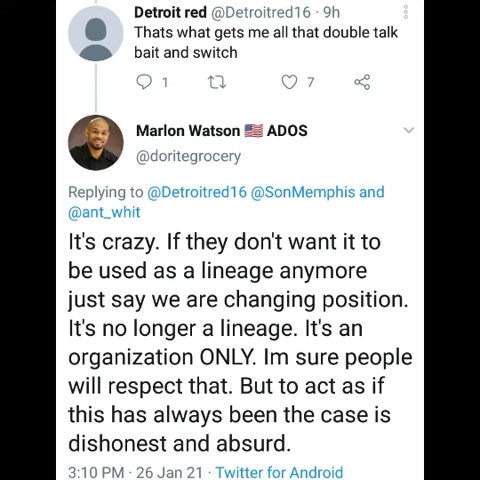 Detroit red @Detroitred16 · 9h
Thats what gets me all that double talk
bait and switch
1 7
Marlon Watson 🇺🇸 ADOS
@doritegrocery
Replying to @Detroitred16 @SonMemphis and
@ant_whit
It's crazy. If they don't want it to
be used as a lineage anymore
just say we are changing position.
It's no longer a lineage. It's an
organization ONLY. Im sure people
will respect that. But to act as if
this has always been the case is
dishonest and absurd.
3:10 PM · 26 Jan 21 · Twitter for Android